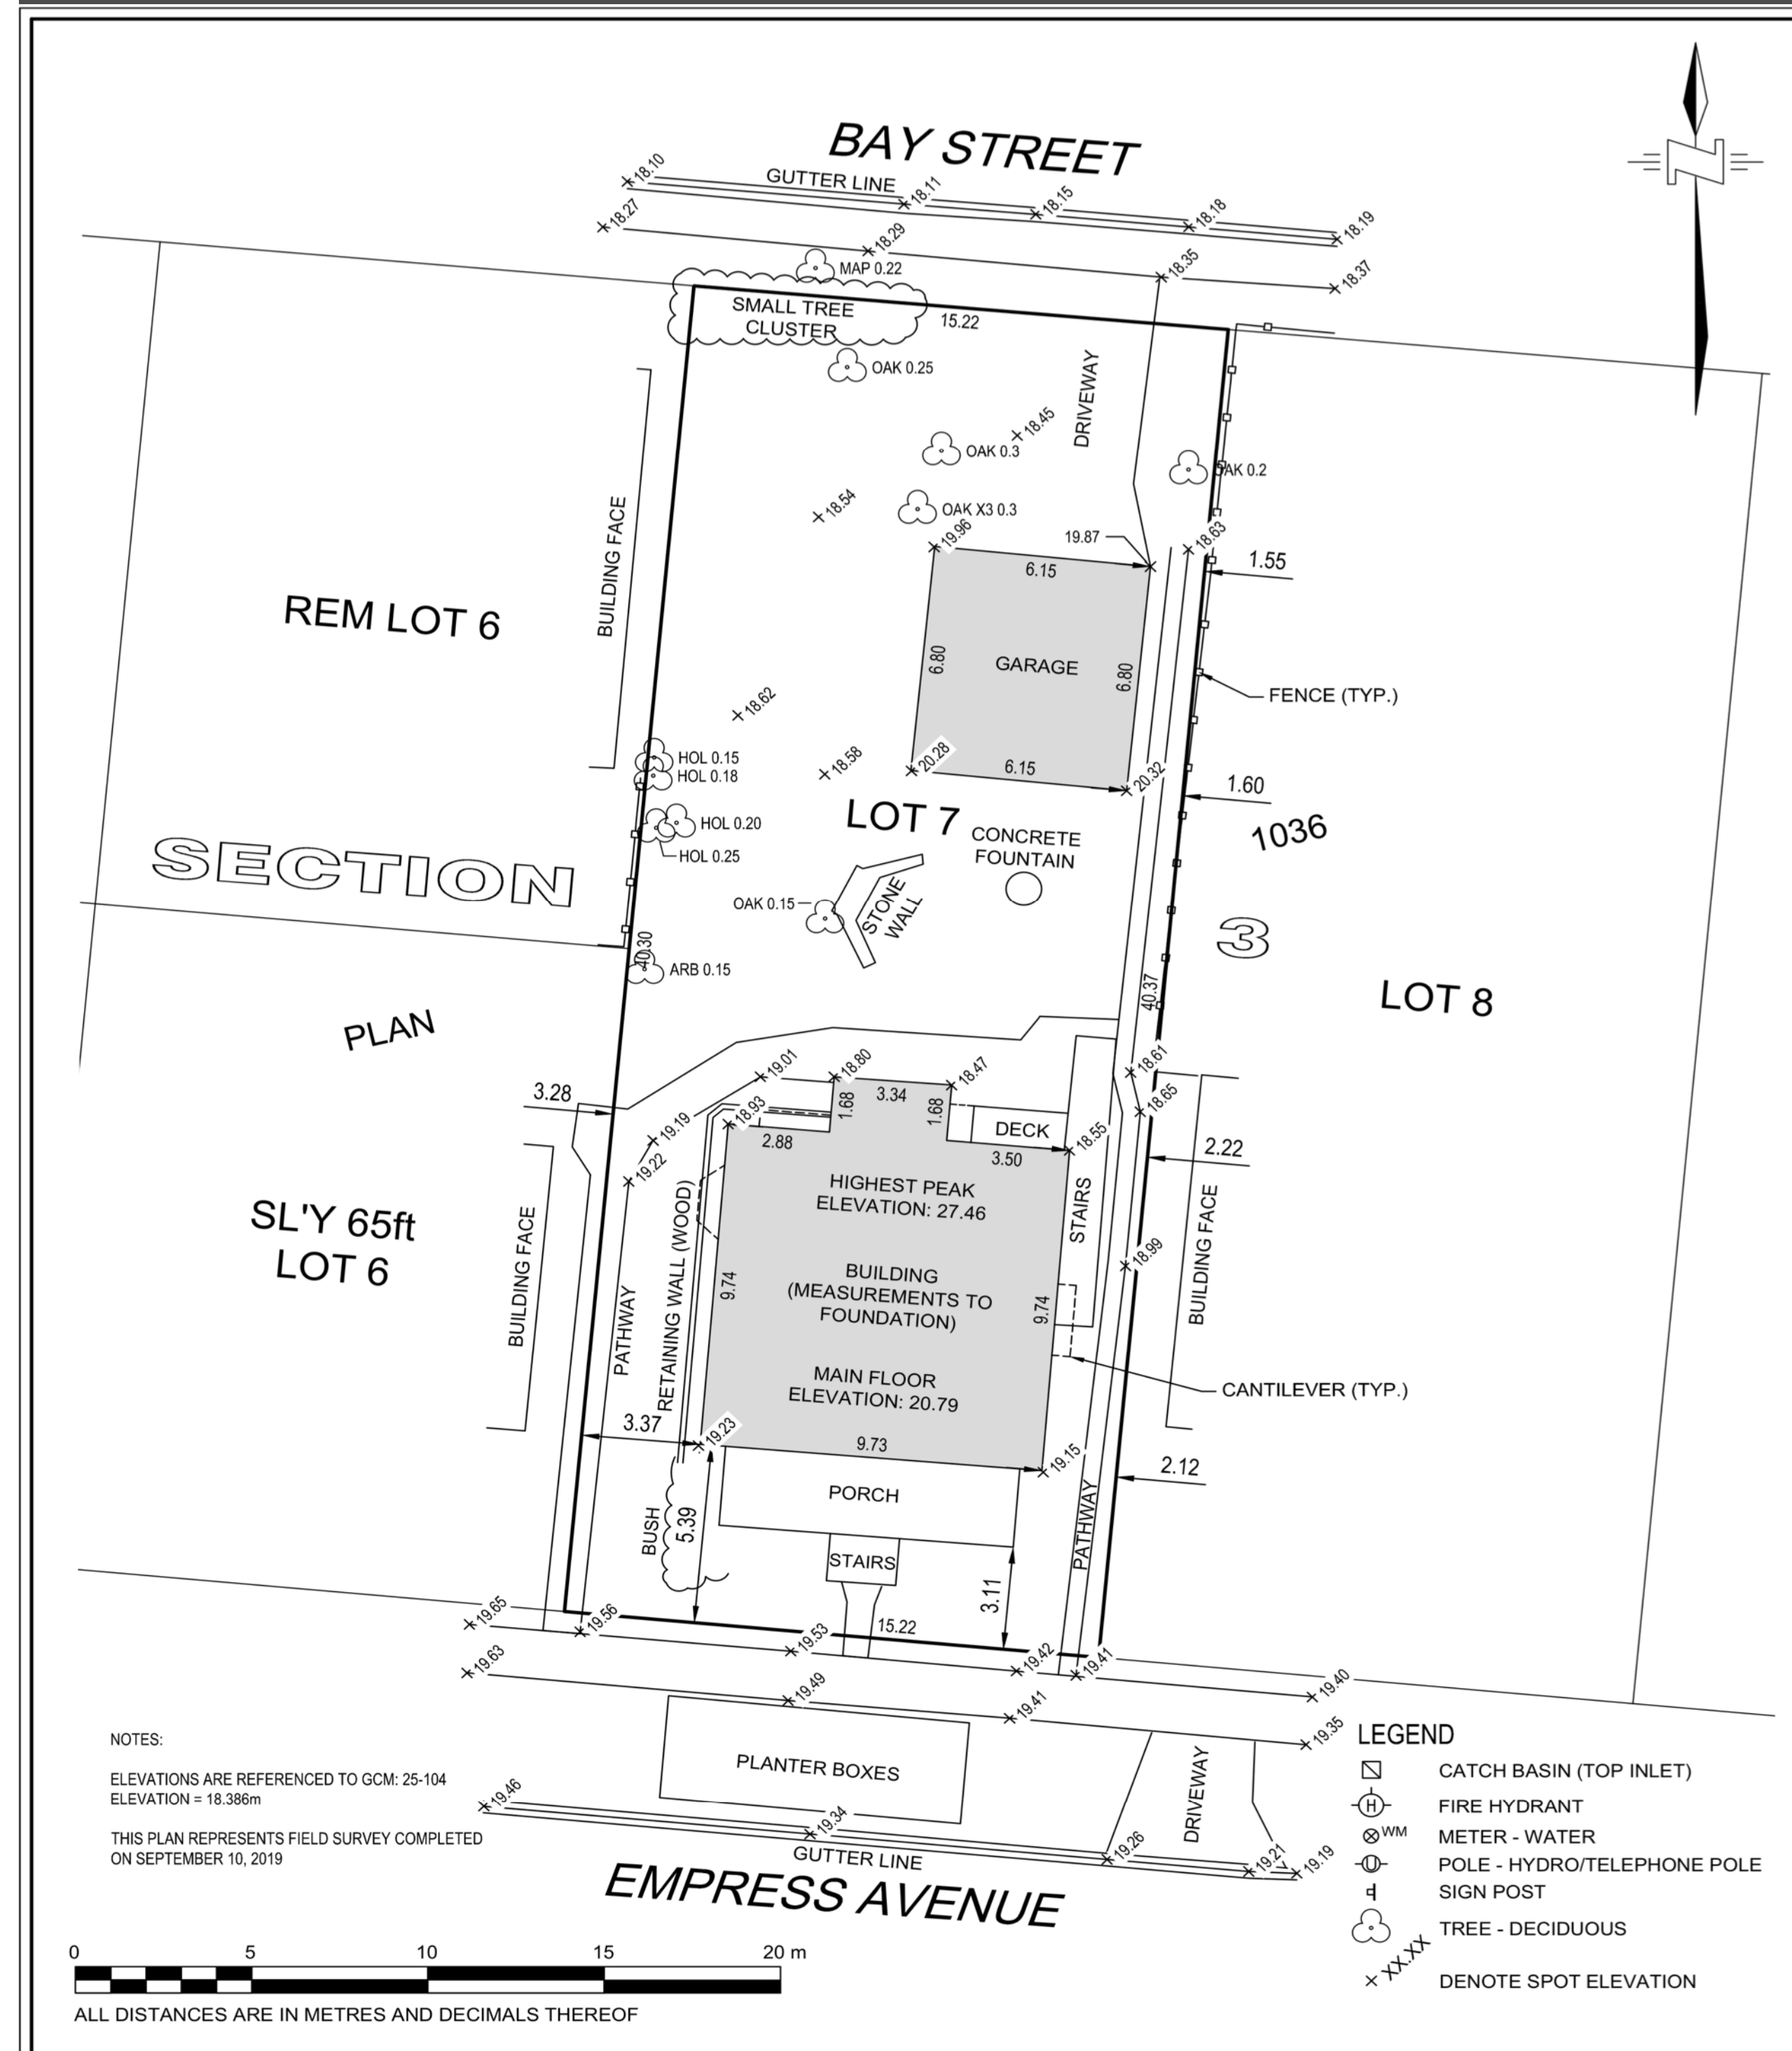 BAY STREET
GUTTER LINE
18.10
18.11
18.15
18.18
18.19
18.27
18.29
18.35
18.37
N
MAP 0.22
SMALL TREE
CLUSTER
15.22
OAK 0.25
DRIVEWAY
18.45
OAK 0.3
AK 0.2
18.54
OAK X3 0.3
19.96
19.87
18.63
1.55
6.15
BUILDING FACE
REM LOT 6
6.80
GARAGE
6.80
FENCE (TYP.)
18.62
HOL 0.15
HOL 0.18
18.58
20.28
6.15
20.32
1.60
LOT 7
1036
HOL 0.20
HOL 0.25
CONCRETE
FOUNTAIN
SECTION
OAK 0.15
STONE
WALL
3
40.30
ARB 0.15
40.37
LOT 8
PLAN
3.28
19.01
18.80
18.47
18.61
18.65
3.34
1.68
1.68
18.93
19.19
19.22
2.88
DECK
3.50
18.55
2.22
HIGHEST PEAK
ELEVATION: 27.46
STAIRS
BUILDING FACE
SL'Y 65ft
LOT 6
BUILDING FACE
PATHWAY
RETAINING WALL (WOOD)
9.74
BUILDING
(MEASUREMENTS TO
FOUNDATION)
9.74
18.99
MAIN FLOOR
ELEVATION: 20.79
CANTILEVER (TYP.)
3.37
19.23
9.73
19.15
2.12
PORCH
BUSH
5.39
STAIRS
PATHWAY
3.11
15.22
19.65
19.56
19.53
19.42
19.41
19.40
19.63
19.49
19.41
19.35
PLANTER BOXES
DRIVEWAY
19.46
19.34
19.26
19.21
19.19
GUTTER LINE
EMPRESS AVENUE
NOTES:
ELEVATIONS ARE REFERENCED TO GCM: 25-104
ELEVATION = 18.386m
THIS PLAN REPRESENTS FIELD SURVEY COMPLETED
ON SEPTEMBER 10, 2019
0 5 10 15 20 m
ALL DISTANCES ARE IN METRES AND DECIMALS THEREOF
LEGEND
CATCH BASIN (TOP INLET)
H FIRE HYDRANT
WM METER - WATER
U POLE - HYDRO/TELEPHONE POLE
SIGN POST
TREE - DECIDUOUS
XX.XX DENOTE SPOT ELEVATION